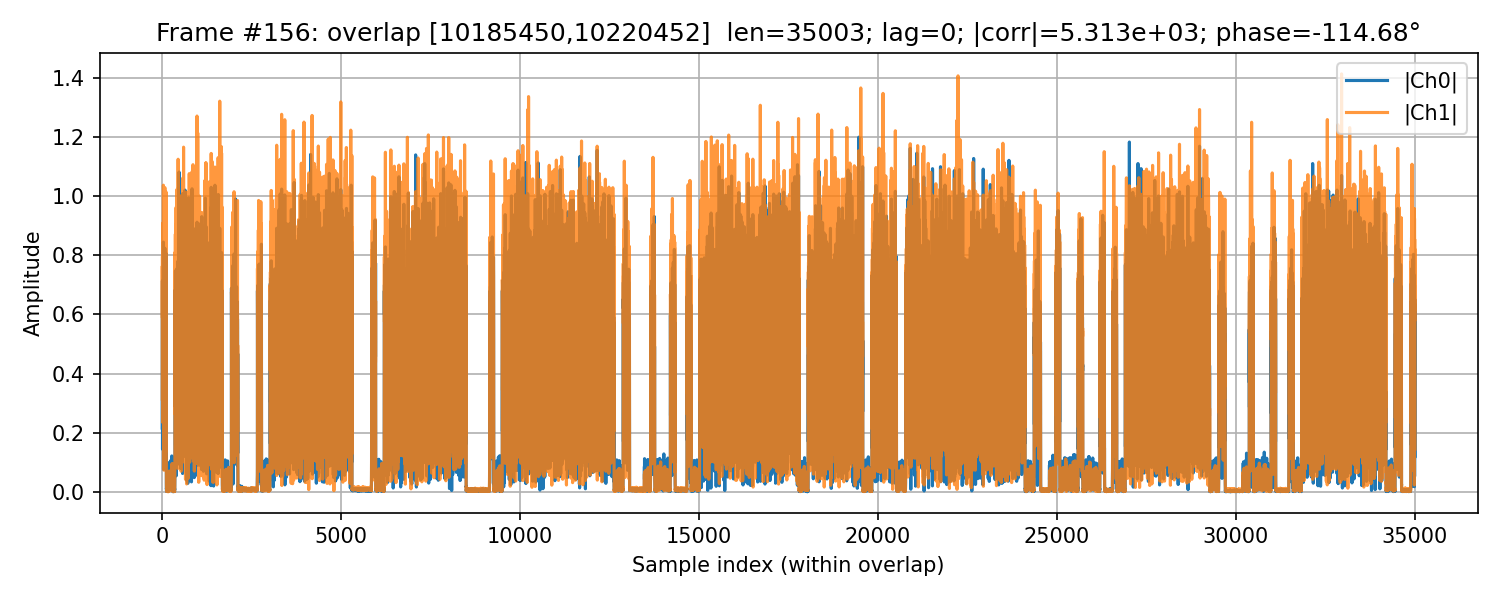 Frame #156: overlap [10185450,10220452]  len=35003; lag=0; |corr|=5.313e+03; phase=-114.68°
|Ch0|
|Ch1|
Amplitude
1.4
1.2
1.0
0.8
0.6
0.4
0.2
0.0
0 5000 10000 15000 20000 25000 30000 35000
Sample index (within overlap)